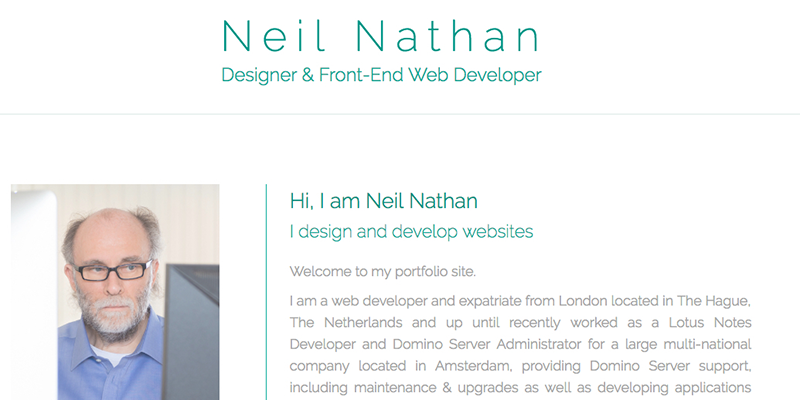 Neil Nathan
Designer & Front-End Web Developer
Hi, I am Neil Nathan
I design and develop websites
Welcome to my portfolio site.
I am a web developer and expatriate from London located in The Hague,
The Netherlands and up until recently worked as a Lotus Notes
Developer and Domino Server Administrator for a large multi-national
company located in Amsterdam, providing Domino Server support,
including maintenance & upgrades as well as developing applications